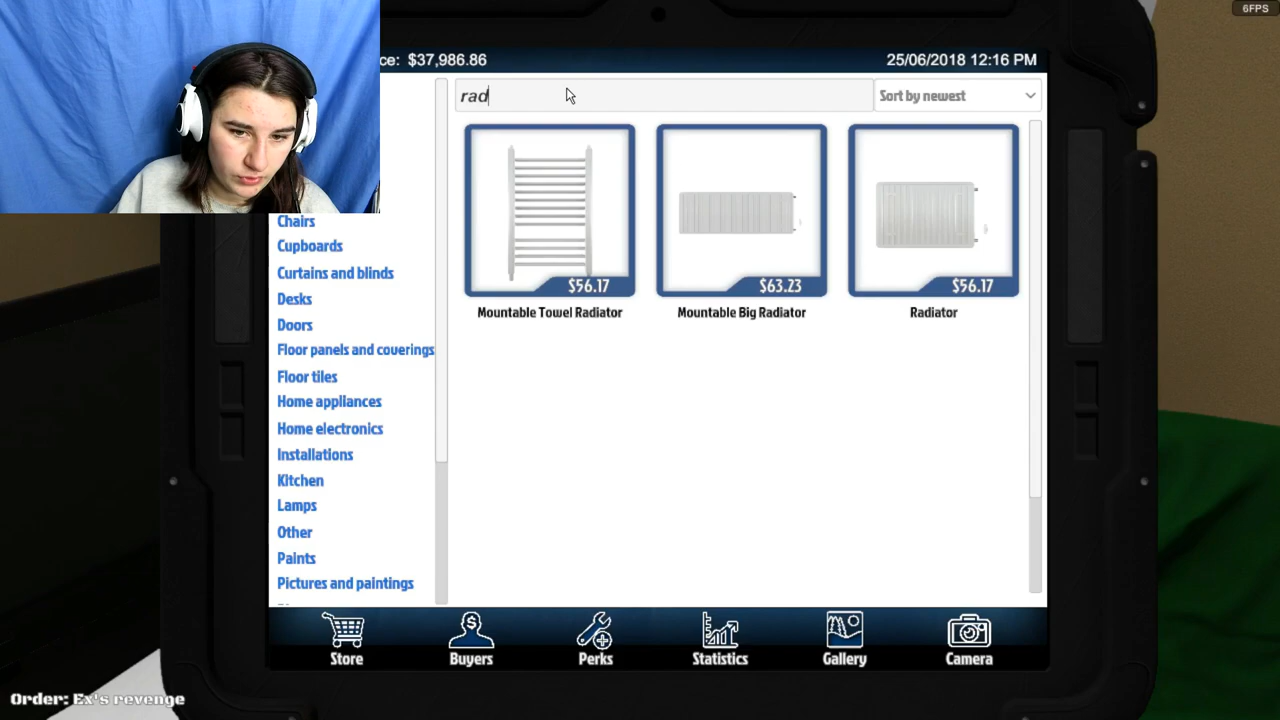 6FPS
ce: $37,986.86
25/06/2018 12:16 PM
rad
Sort by newest
$56.17
$63.23
$56.17
Mountable Towel Radiator
Mountable Big Radiator
Radiator
Chairs
Cupboards
Curtains and blinds
Desks
Doors
Floor panels and coverings
Floor tiles
Home appliances
Home electronics
Installations
Kitchen
Lamps
Other
Paints
Pictures and paintings
Store
Buyers
Perks
Statistics
Gallery
Camera
Order: Ex's revenge